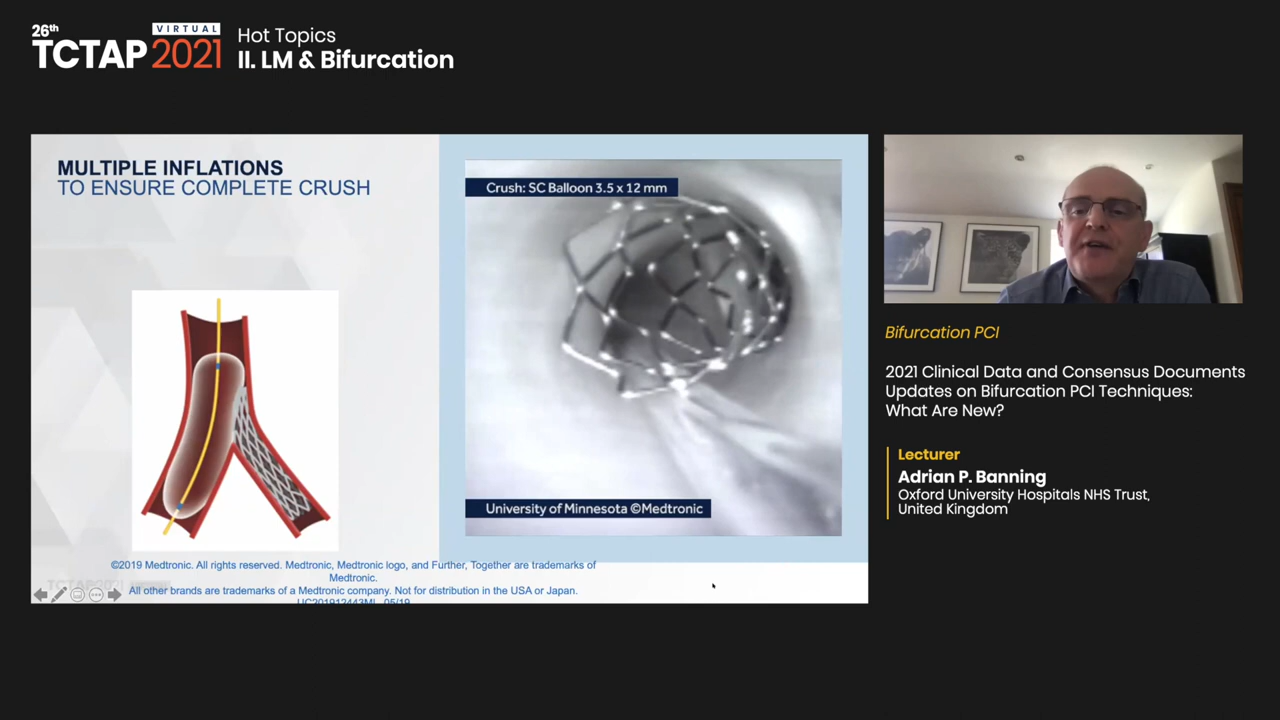 26th
VIRTUAL
TCTAP 2021
Hot Topics
II. LM & Bifurcation
MULTIPLE INFLATIONS
TO ENSURE COMPLETE CRUSH
Crush: SC Balloon 3.5 x 12 mm
University of Minnesota ©Medtronic
©2019 Medtronic. All rights reserved. Medtronic, Medtronic logo, and Further, Together are trademarks of
Medtronic.
All other brands are trademarks of a Medtronic company. Not for distribution in the USA or Japan.
TCTAP 2021
Bifurcation PCI
2021 Clinical Data and Consensus Documents
Updates on Bifurcation PCI Techniques:
What Are New?
Lecturer
Adrian P. Banning
Oxford University Hospitals NHS Trust,
United Kingdom